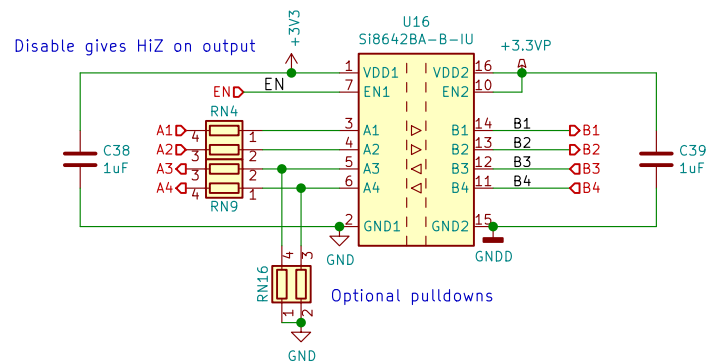 U16
Si8642BA-B-IU
+3V3
+3.3VP
Disable gives HiZ on output
1 VDD1 VDD2 16
EN EN 7 EN1 EN2 10
RN4
A1 4 1 3 A1 B1 14 B1 B1
A2 3 2 4 A2 B2 13 B2 B2
A3 3 2 5 A3 B3 12 B3 B3
A4 4 1 6 A4 B4 11 B4 B4
RN9
C38
1uF
C39
1uF
2 GND1 GND2 15
GND
GNDD
4 3
RN16
1 2
Optional pulldowns
GND